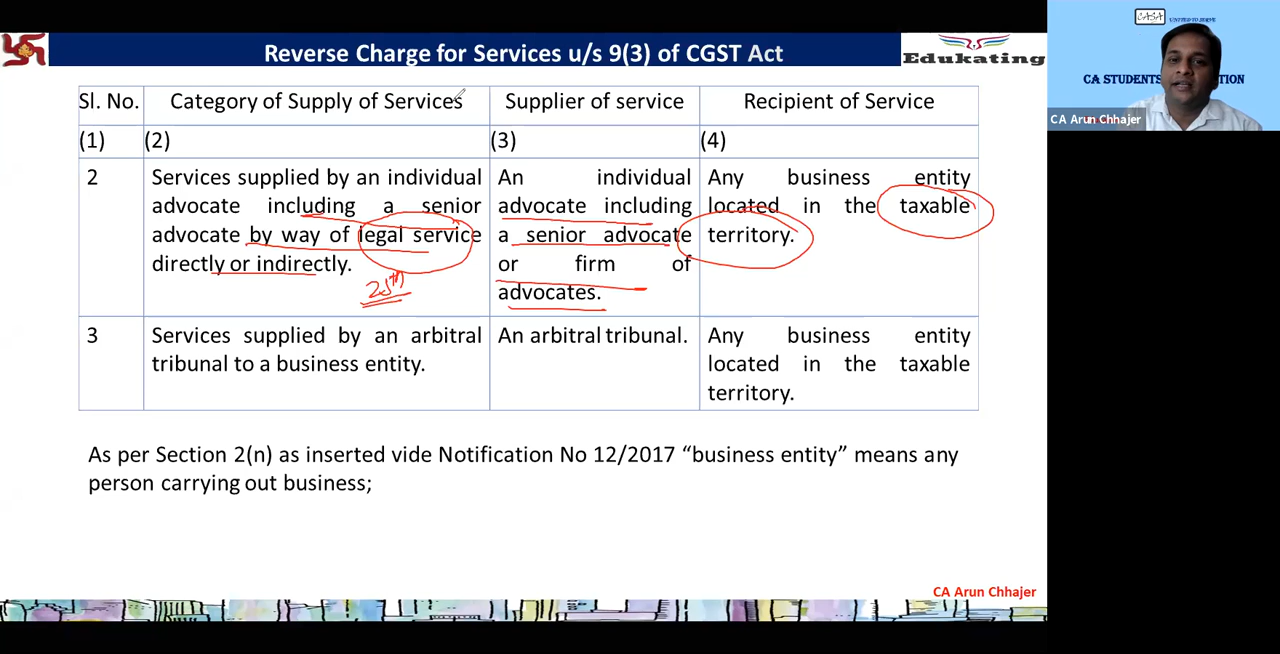 CASA UNITED TO SERVE
Reverse Charge for Services u/s 9(3) of CGST Act
Edukating
CA STUDENTS
TION
CA Arun Chhajer
Sl. No. Category of Supply of Services Supplier of service Recipient of Service
(1) (2) (3) (4)
2 Services supplied by an individual An individual Any business entity
advocate including a senior advocate including located in the taxable
advocate by way of legal service a senior advocate territory.
directly or indirectly. or firm of
advocates.
3 Services supplied by an arbitral An arbitral tribunal. Any business entity
tribunal to a business entity. located in the taxable
territory.
As per Section 2(n) as inserted vide Notification No 12/2017 “business entity” means any
person carrying out business;
CA Arun Chhajer